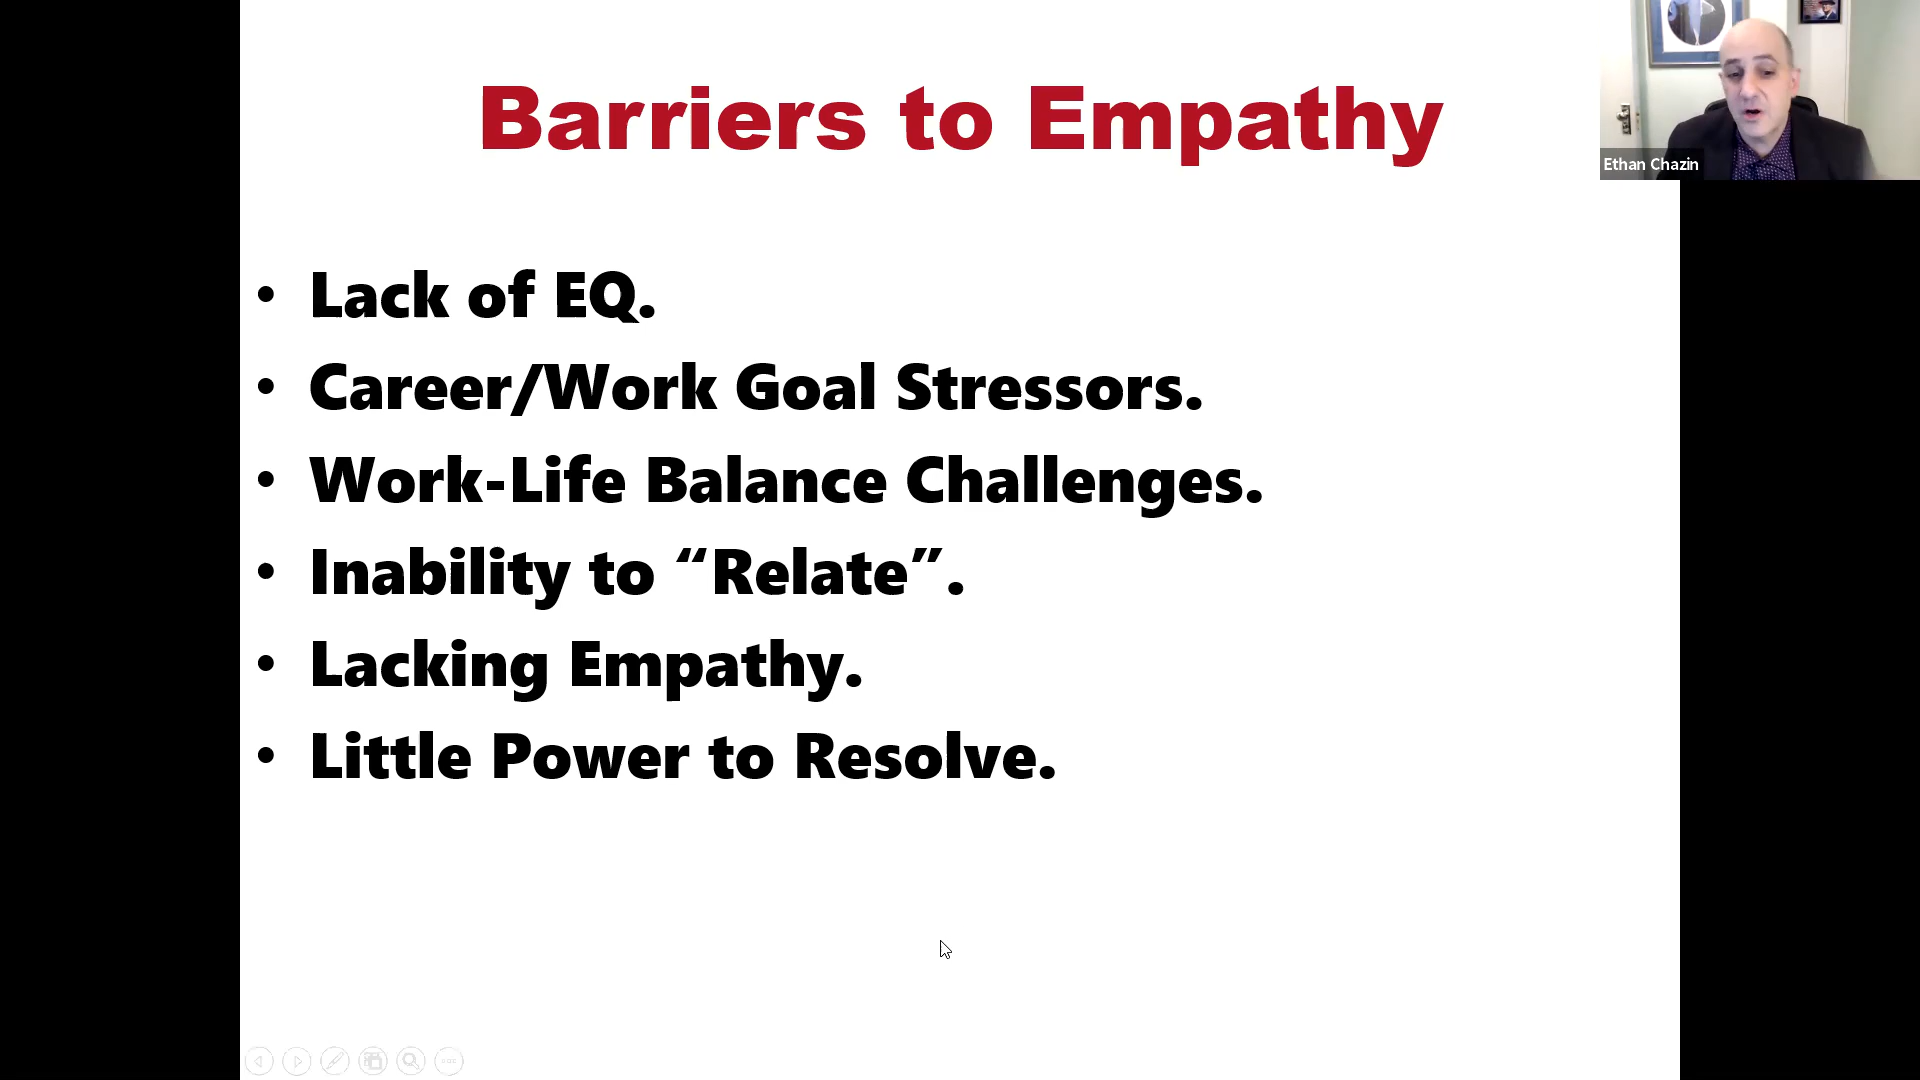 Barriers to Empathy
Ethan Chazin
• Lack of EQ.
• Career/Work Goal Stressors.
• Work-Life Balance Challenges.
• Inability to “Relate”.
• Lacking Empathy.
• Little Power to Resolve.